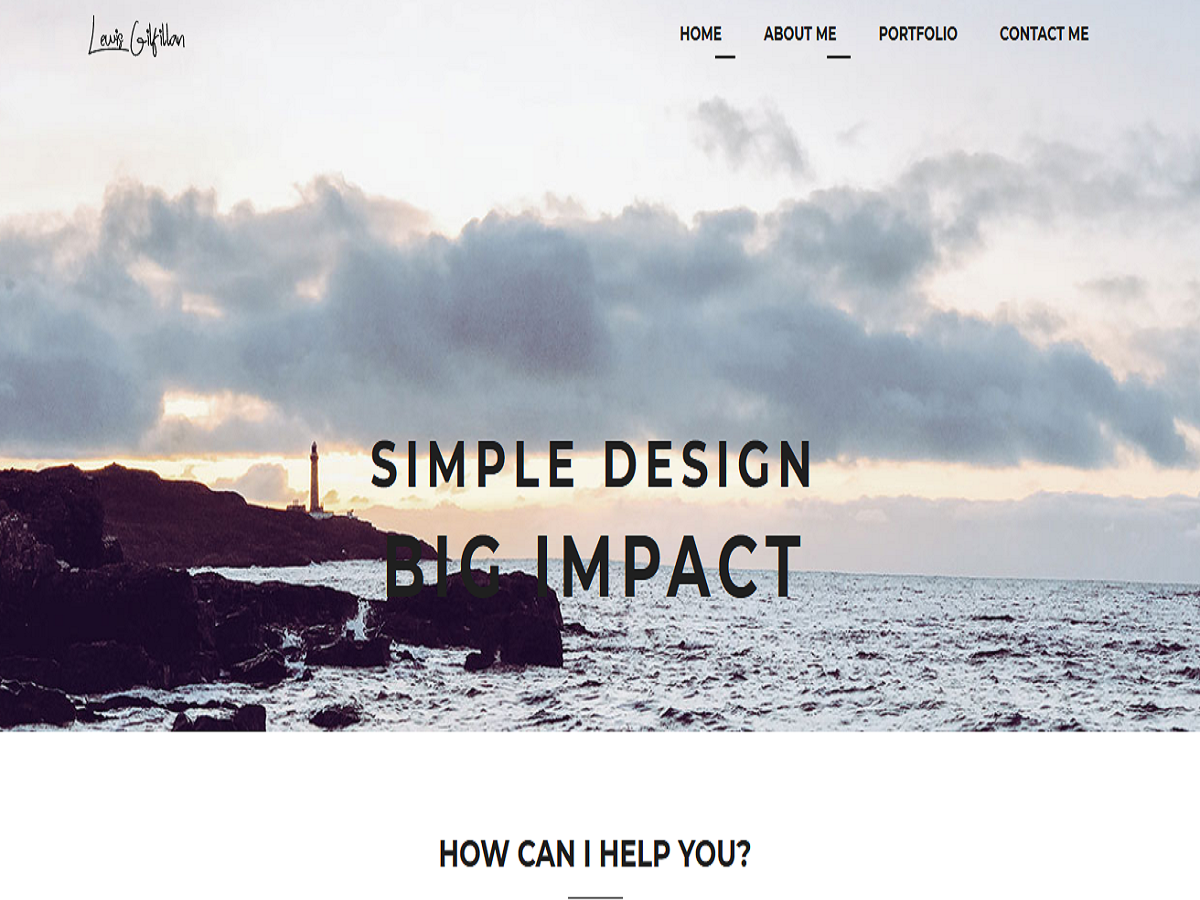 Lewis Gilfillan
HOME ABOUT ME PORTFOLIO CONTACT ME
SIMPLE DESIGN
BIG IMPACT
HOW CAN I HELP YOU?